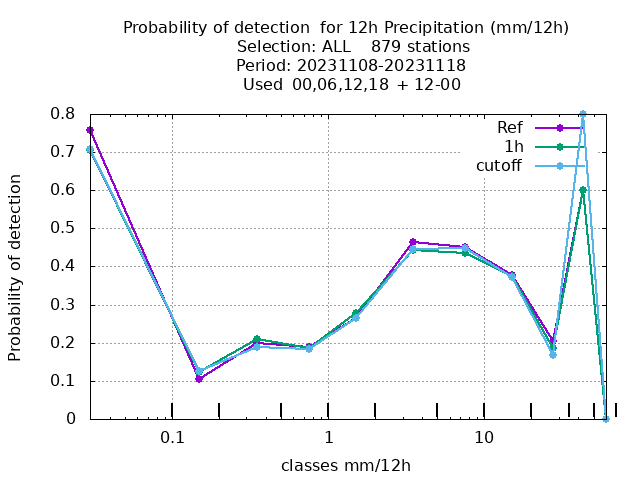 Probability of detection  for 12h Precipitation (mm/12h)
Selection: ALL    879 stations
Period: 20231108-20231118
Used  00,06,12,18  + 12-00
Ref
1h
cutoff
Probability of detection
0.8
0.7
0.6
0.5
0.4
0.3
0.2
0.1
0
0.1
1
10
classes mm/12h